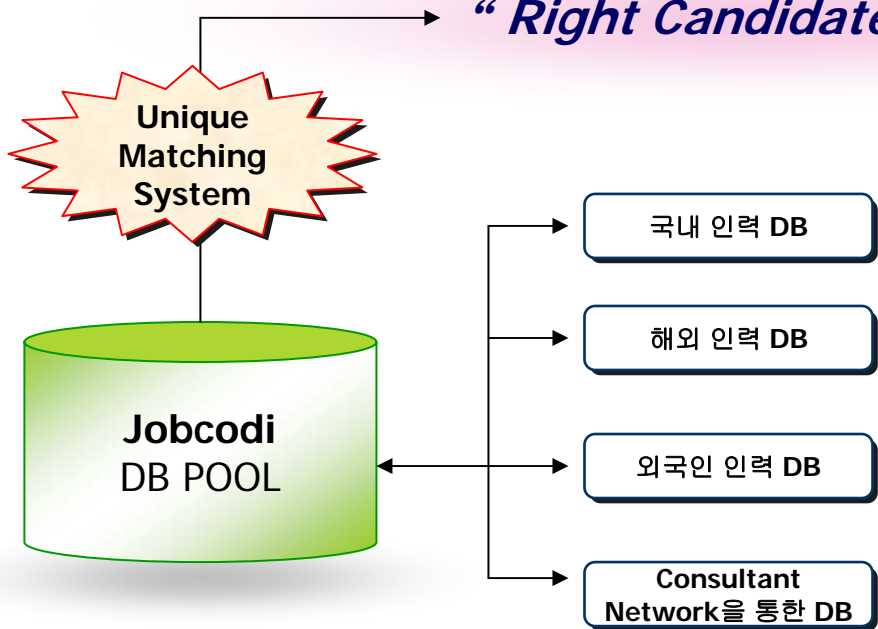 “ Right Candidate
Unique
Matching
System
국내 인력 DB
해외 인력 DB
Jobcodi
DB POOL
외국인 인력 DB
Consultant
Network을 통한 DB